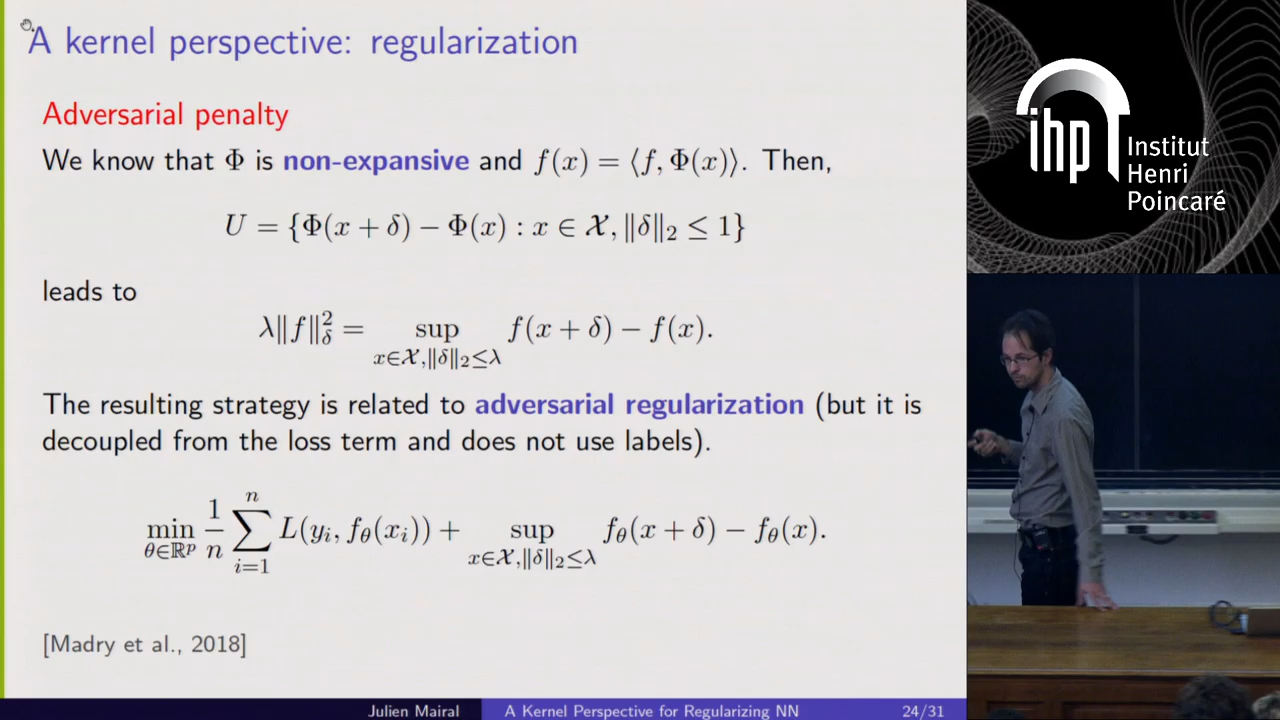 A kernel perspective: regularization
Adversarial penalty
We know that Φ is non-expansive and f(x) = ⟨f, Φ(x)⟩. Then,
U = {Φ(x + δ) − Φ(x) : x ∈ 𝒳, ‖δ‖₂ ≤ 1}
leads to
λ‖f‖²_δ = sup_{x∈𝒳,‖δ‖₂≤λ} f(x + δ) − f(x).
The resulting strategy is related to adversarial regularization (but it is
decoupled from the loss term and does not use labels).
min_{θ∈ℝᵖ} 1/n ∑_{i=1}^{n} L(y_i, f_θ(x_i)) + sup_{x∈𝒳,‖δ‖₂≤λ} f_θ(x + δ) − f_θ(x).
[Madry et al., 2018]
Julien Mairal A Kernel Perspective for Regularizing NN 24/31
ihp
Institut
Henri
Poincaré